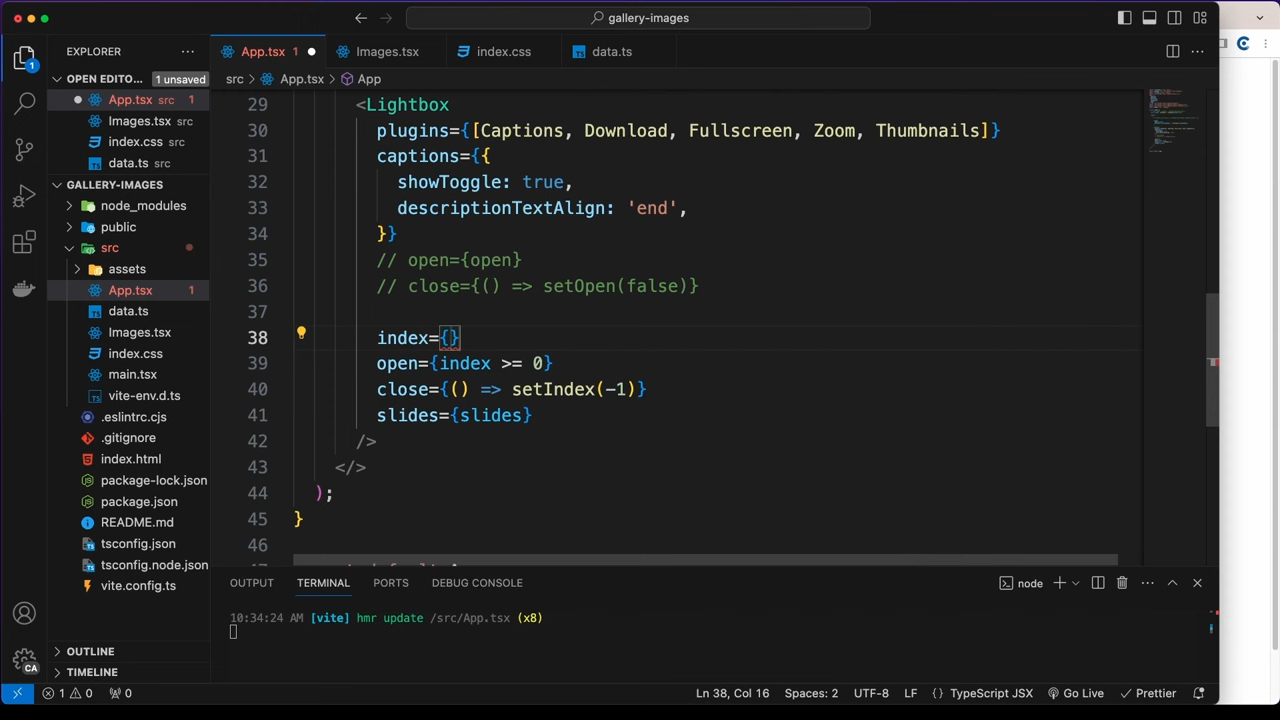 gallery-images
EXPLORER
App.tsx 1
Images.tsx
index.css
data.ts
OPEN EDITO... 1 unsaved
src App.tsx App
App.tsx src 1
Images.tsx src
index.css src
data.ts src
GALLERY-IMAGES
node_modules
public
src
assets
App.tsx 1
data.ts
Images.tsx
index.css
main.tsx
vite-env.d.ts
.eslintrc.cjs
.gitignore
index.html
package-lock.json
package.json
README.md
tsconfig.json
tsconfig.node.json
vite.config.ts
OUTLINE
TIMELINE
29 <Lightbox
30 plugins={[Captions, Download, Fullscreen, Zoom, Thumbnails]}
31 captions={{
32 showToggle: true,
33 descriptionTextAlign: 'end',
34 }}
35 // open={open}
36 // close={() => setOpen(false)}
37
38 index={}
39 open={index >= 0}
40 close={() => setIndex(-1)}
41 slides={slides}
42 />
43 </>
44 );
45 }
46
OUTPUT TERMINAL PORTS DEBUG CONSOLE node
10:34:24 AM [vite] hmr update /src/App.tsx (x8)
CA
1 0 0 Ln 38, Col 16 Spaces: 2 UTF-8 LF {} TypeScript JSX Go Live Prettier